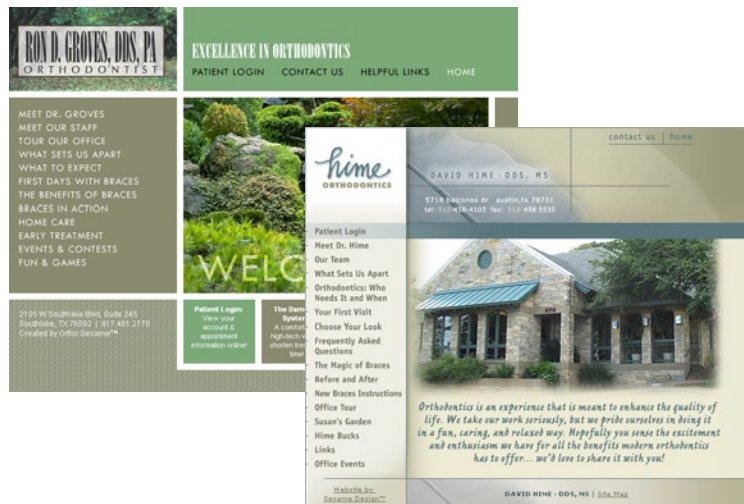 RON D. GROVES, DDS, PA
ORTHODONTIST
EXCELLENCE IN ORTHODONTICS
PATIENT LOGIN CONTACT US HELPFUL LINKS HOME
MEET DR. GROVES
MEET OUR STAFF
TOUR OUR OFFICE
WHAT SETS US APART
WHAT TO EXPECT
FIRST DAYS WITH BRACES
THE BENEFITS OF BRACES
BRACES IN ACTION
HOME CARE
EARLY TREATMENT
EVENTS & CONTESTS
FUN & GAMES
WELC
2105 W Southlake Blvd, Suite 245
Southlake, TX 76092 | 817.481.2770
Created by Ortho Sesame™
Patient Login:
View your
account &
appointment
information online!
The Dam
System
A comfort
high-tech
shorten tre
time!
hime
ORTHODONTICS
contact us | home
DAVID HIME · DDS, MS
5718 balcones dr. austin,tx 78731
tel: 512-458-4103 fax: 512-458 5535
Patient Login
Meet Dr. Hime
Our Team
What Sets Us Apart
Orthodontics: Who
Needs It and When
Your First Visit
Choose Your Look
Frequently Asked
Questions
The Magic of Braces
Before and After
New Braces Instructions
Office Tour
Susan's Garden
Hime Bucks
Links
Office Events
Website by
Sesame Design™
Orthodontics is an experience that is meant to enhance the quality of
life. We take our work seriously, but we pride ourselves in doing it
in a fun, caring, and relaxed way. Hopefully you sense the excitement
and enthusiasm we have for all the benefits modern orthodontics
has to offer... we'd love to share it with you!
DAVID HIME - DDS, MS | Site Map